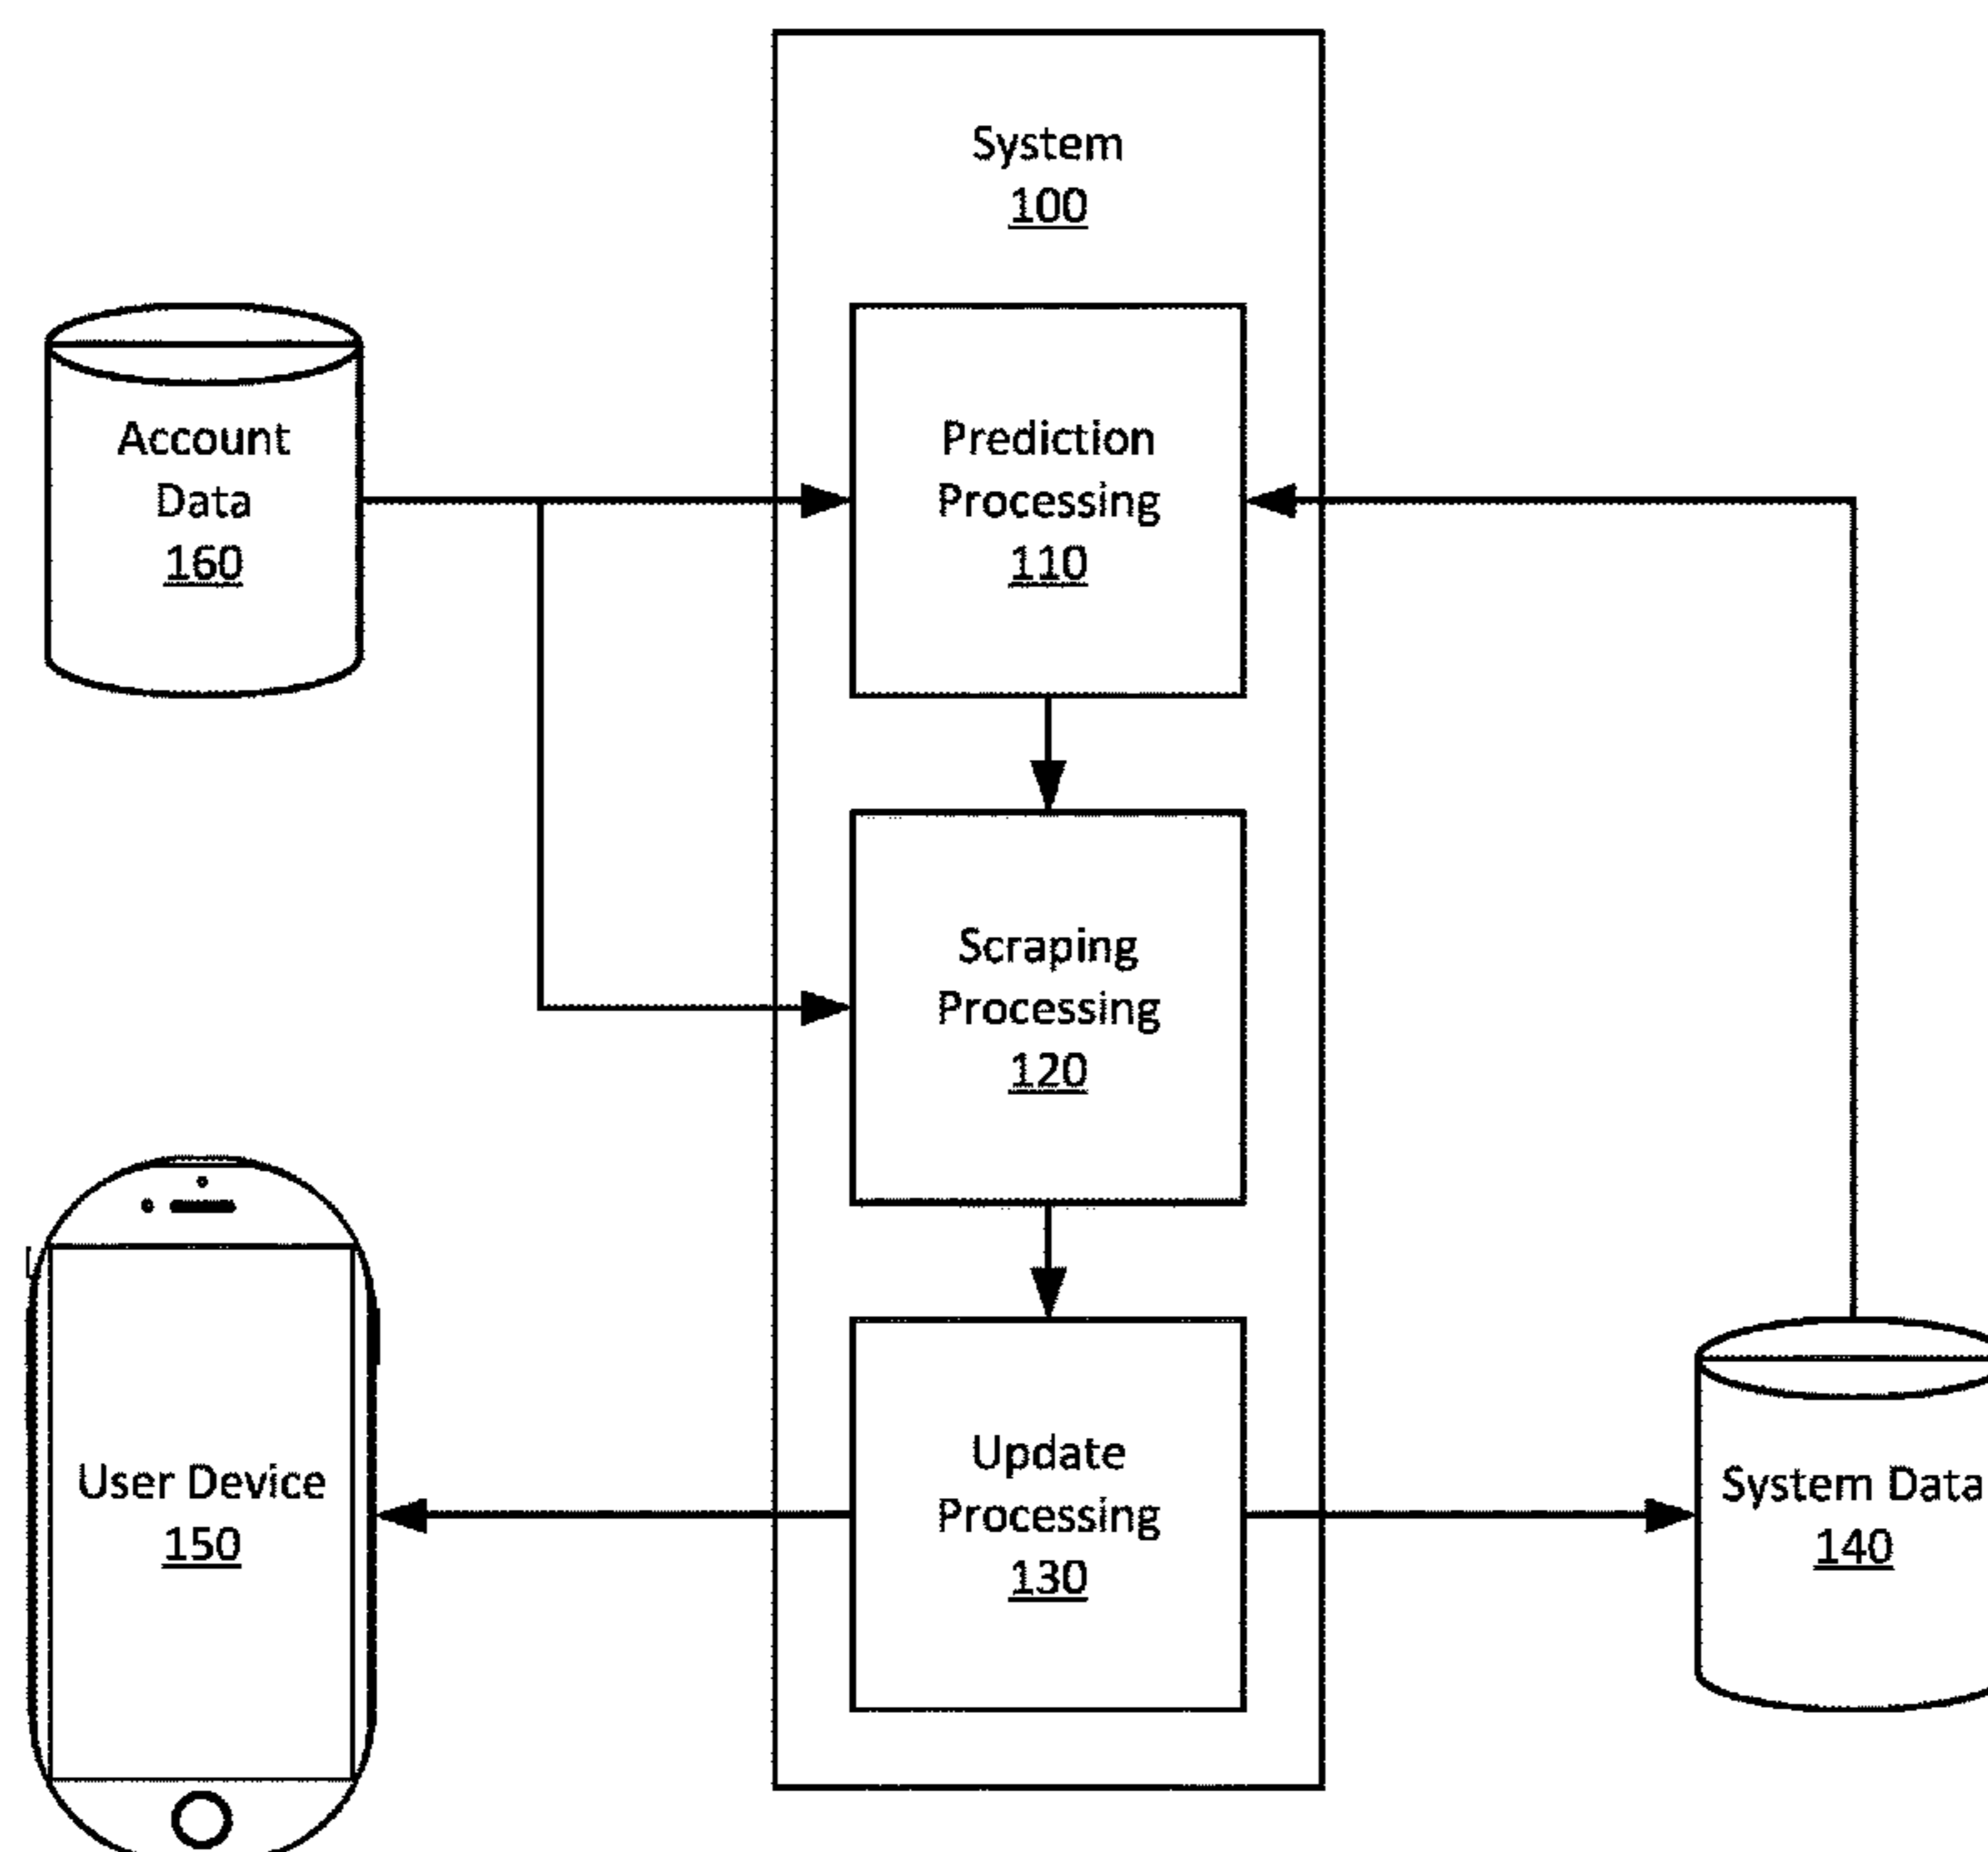 System
100
Account
Data
160
Prediction
Processing
110
Scraping
Processing
120
User Device
150
Update
Processing
130
System Data
140